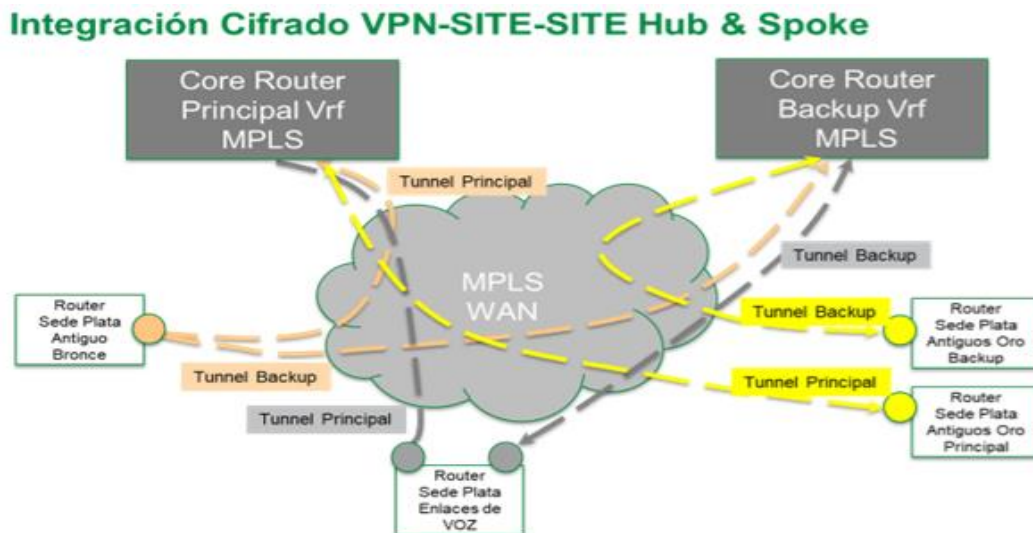 Integración Cifrado VPN-SITE-SITE Hub & Spoke
Core Router
Principal Vrf
MPLS
Core Router
Backup Vrf
MPLS
Tunnel Principal
Tunnel Backup
MPLS
WAN
Router
Sede Plata
Antiguo
Bronce
Tunnel Backup
Router
Sede Plata
Antiguos Oro
Backup
Tunnel Backup
Tunnel Principal
Tunnel Principal
Router
Sede Plata
Antiguos Oro
Principal
Router
Sede Plata
Enlaces de
VOZ